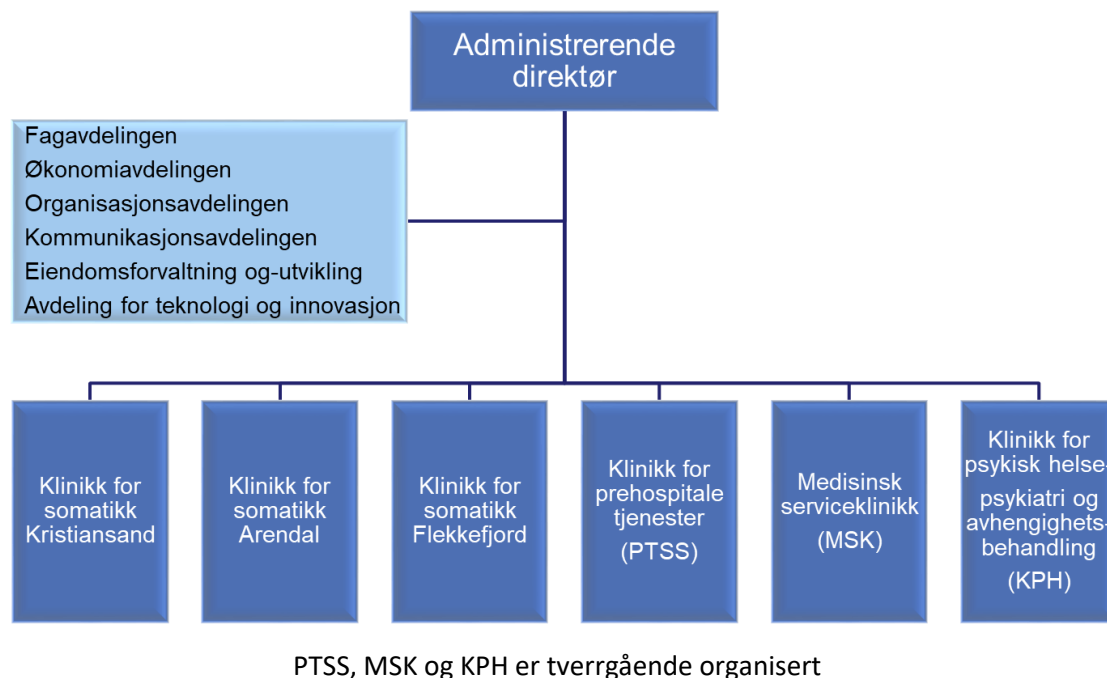 Administrerende
direktør
Fagavdelingen
Økonomiavdelingen
Organisasjonsavdelingen
Kommunikasjonsavdelingen
Eiendomsforvaltning og-utvikling
Avdeling for teknologi og innovasjon
Klinikk for
somatikk
Kristiansand
Klinikk for
somatikk
Arendal
Klinikk for
somatikk
Flekkefjord
Klinikk for
prehospitale
tjenester
(PTSS)
Medisinsk
serviceklinikk
(MSK)
Klinikk for
psykisk helse-
psykiatri og
avhengighets-
behandling
(KPH)
PTSS, MSK og KPH er tverrgående organisert